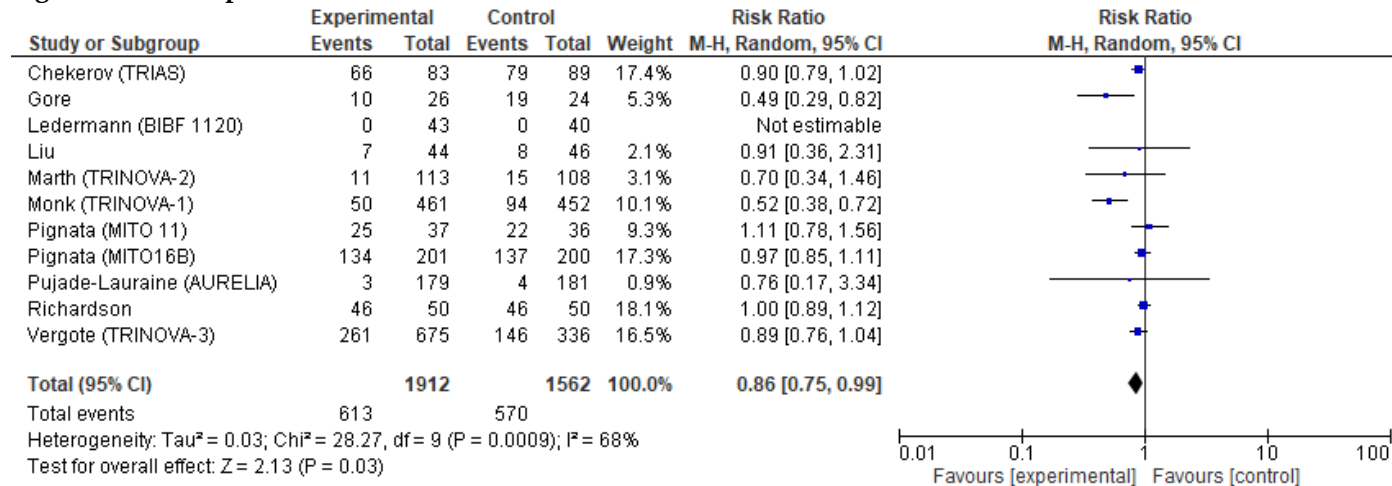 Experimental Control Risk Ratio Risk Ratio
Study or Subgroup Events Total Events Total Weight M-H, Random, 95% CI M-H, Random, 95% CI
Chekerov (TRIAS) 66 83 79 89 17.4% 0.90 [0.79, 1.02]
Gore 10 26 19 24 5.3% 0.49 [0.29, 0.82]
Ledermann (BIBF 1120) 0 43 0 40 Not estimable
Liu 7 44 8 46 2.1% 0.91 [0.36, 2.31]
Marth (TRINOVA-2) 11 113 15 108 3.1% 0.70 [0.34, 1.46]
Monk (TRINOVA-1) 50 461 94 452 10.1% 0.52 [0.38, 0.72]
Pignata (MITO 11) 25 37 22 36 9.3% 1.11 [0.78, 1.56]
Pignata (MITO16B) 134 201 137 200 17.3% 0.97 [0.85, 1.11]
Pujade-Lauraine (AURELIA) 3 179 4 181 0.9% 0.76 [0.17, 3.34]
Richardson 46 50 46 50 18.1% 1.00 [0.89, 1.12]
Vergote (TRINOVA-3) 261 675 146 336 16.5% 0.89 [0.76, 1.04]
Total (95% CI) 1912 1562 100.0% 0.86 [0.75, 0.99]
Total events 613 570
Heterogeneity: Tau² = 0.03; Chi² = 28.27, df = 9 (P = 0.0009); I² = 68%
Test for overall effect: Z = 2.13 (P = 0.03)
0.01 0.1 1 10 100
Favours [experimental] Favours [control]